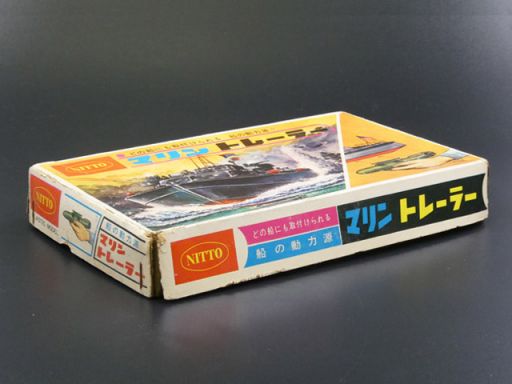 どの船にも取付けられる 船の動力源
NITTO
マリン トレーラー
NITTO
船の動力源
マリン
トレーラー
NITTO
どの船にも取付けられる
船の動力源
マリン トレーラー